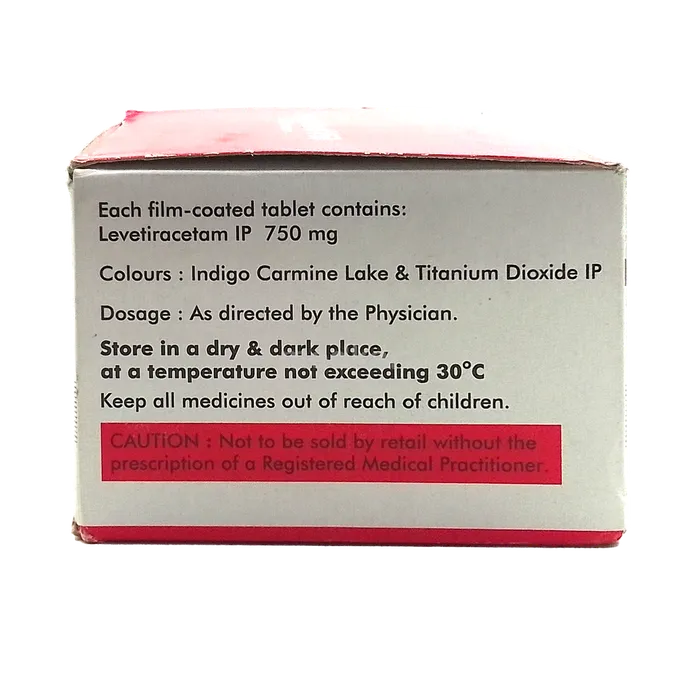 Each film-coated tablet contains:
Levetiracetam IP 750 mg
Colours : Indigo Carmine Lake & Titanium Dioxide IP
Dosage : As directed by the Physician.
Store in a dry & dark place,
at a temperature not exceeding 30°C
Keep all medicines out of reach of children.
CAUTION : Not to be sold by retail without the
prescription of a Registered Medical Practitioner.